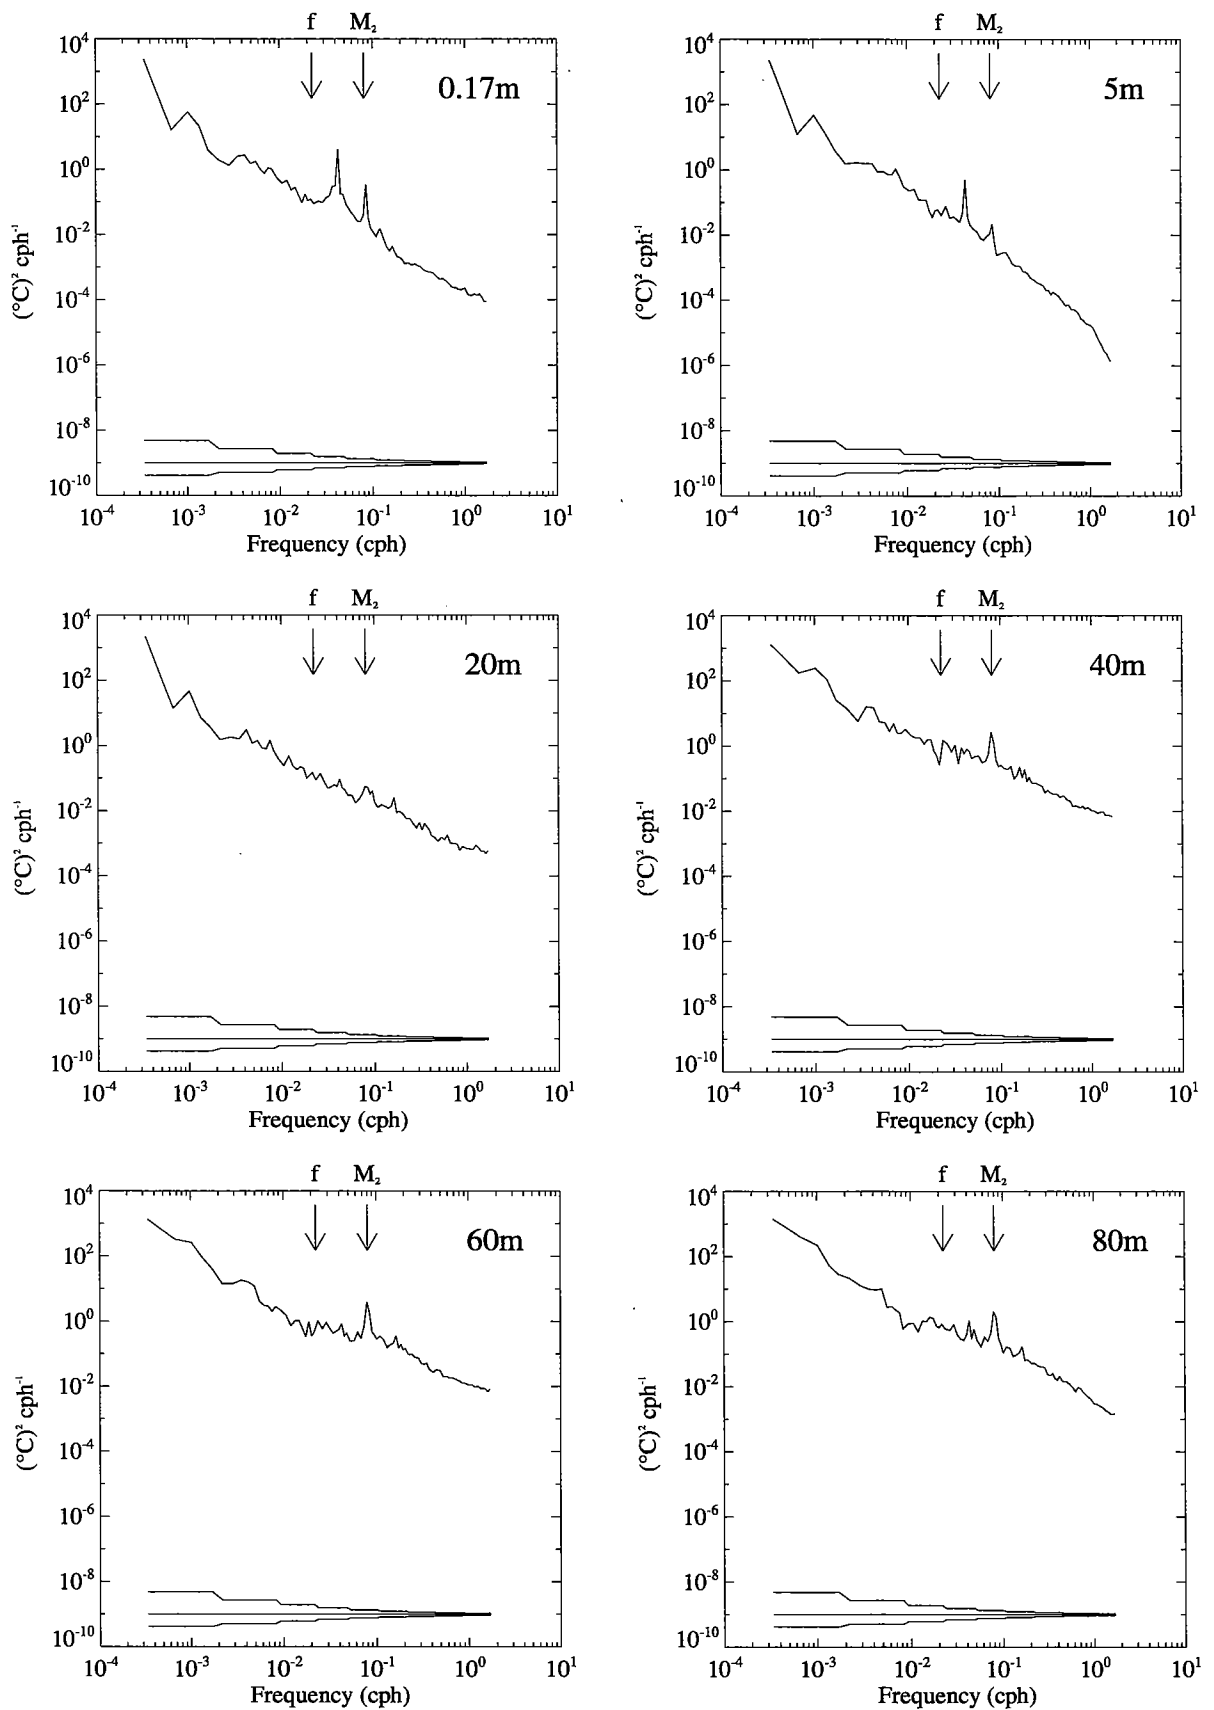 f M₂ f M₂
10⁴ 0.17m 10⁴ 5m
10² 10²
10⁰ 10⁰
10⁻² 10⁻²
(°C)² cph⁻¹ (°C)² cph⁻¹
10⁻⁴ 10⁻⁴
10⁻⁶ 10⁻⁶
10⁻⁸ 10⁻⁸
10⁻¹⁰ 10⁻¹⁰
10⁻⁴ 10⁻³ 10⁻² 10⁻¹ 10⁰ 10¹ 10⁻⁴ 10⁻³ 10⁻² 10⁻¹ 10⁰ 10¹
Frequency (cph) Frequency (cph)
f M₂ f M₂
10⁴ 20m 10⁴ 40m
10² 10²
10⁰ 10⁰
10⁻² 10⁻²
(°C)² cph⁻¹ (°C)² cph⁻¹
10⁻⁴ 10⁻⁴
10⁻⁶ 10⁻⁶
10⁻⁸ 10⁻⁸
10⁻¹⁰ 10⁻¹⁰
10⁻⁴ 10⁻³ 10⁻² 10⁻¹ 10⁰ 10¹ 10⁻⁴ 10⁻³ 10⁻² 10⁻¹ 10⁰ 10¹
Frequency (cph) Frequency (cph)
f M₂ f M₂
10⁴ 60m 10⁴ 80m
10² 10²
10⁰ 10⁰
10⁻² 10⁻²
(°C)² cph⁻¹ (°C)² cph⁻¹
10⁻⁴ 10⁻⁴
10⁻⁶ 10⁻⁶
10⁻⁸ 10⁻⁸
10⁻¹⁰ 10⁻¹⁰
10⁻⁴ 10⁻³ 10⁻² 10⁻¹ 10⁰ 10¹ 10⁻⁴ 10⁻³ 10⁻² 10⁻¹ 10⁰ 10¹
Frequency (cph) Frequency (cph)